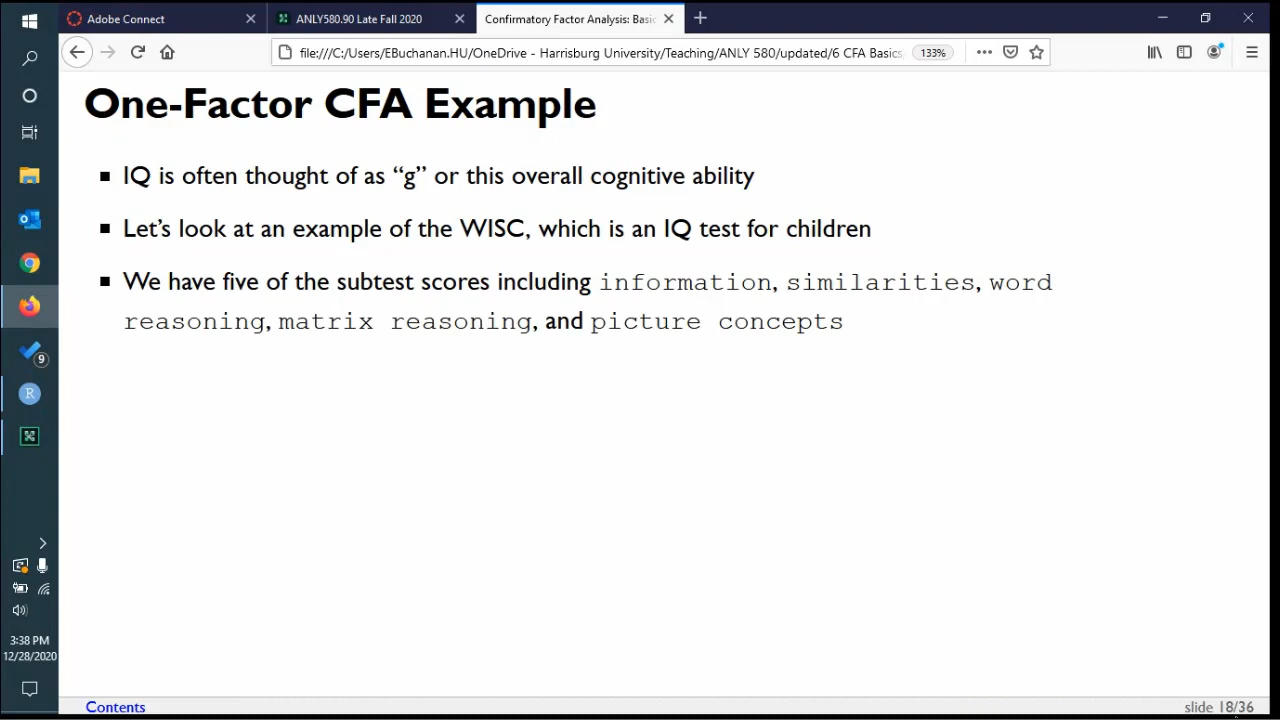 Adobe Connect
ANLY580.90 Late Fall 2020
Confirmatory Factor Analysis: Basic
file:///C:/Users/EBuchanan.HU/OneDrive - Harrisburg University/Teaching/ANLY 580/updated/6 CFA Basics,
133%
One-Factor CFA Example
IQ is often thought of as “g” or this overall cognitive ability
Let’s look at an example of the WISC, which is an IQ test for children
We have five of the subtest scores including information, similarities, word
reasoning, matrix reasoning, and picture concepts
9
R
3:38 PM
12/28/2020
Contents
slide 18/36